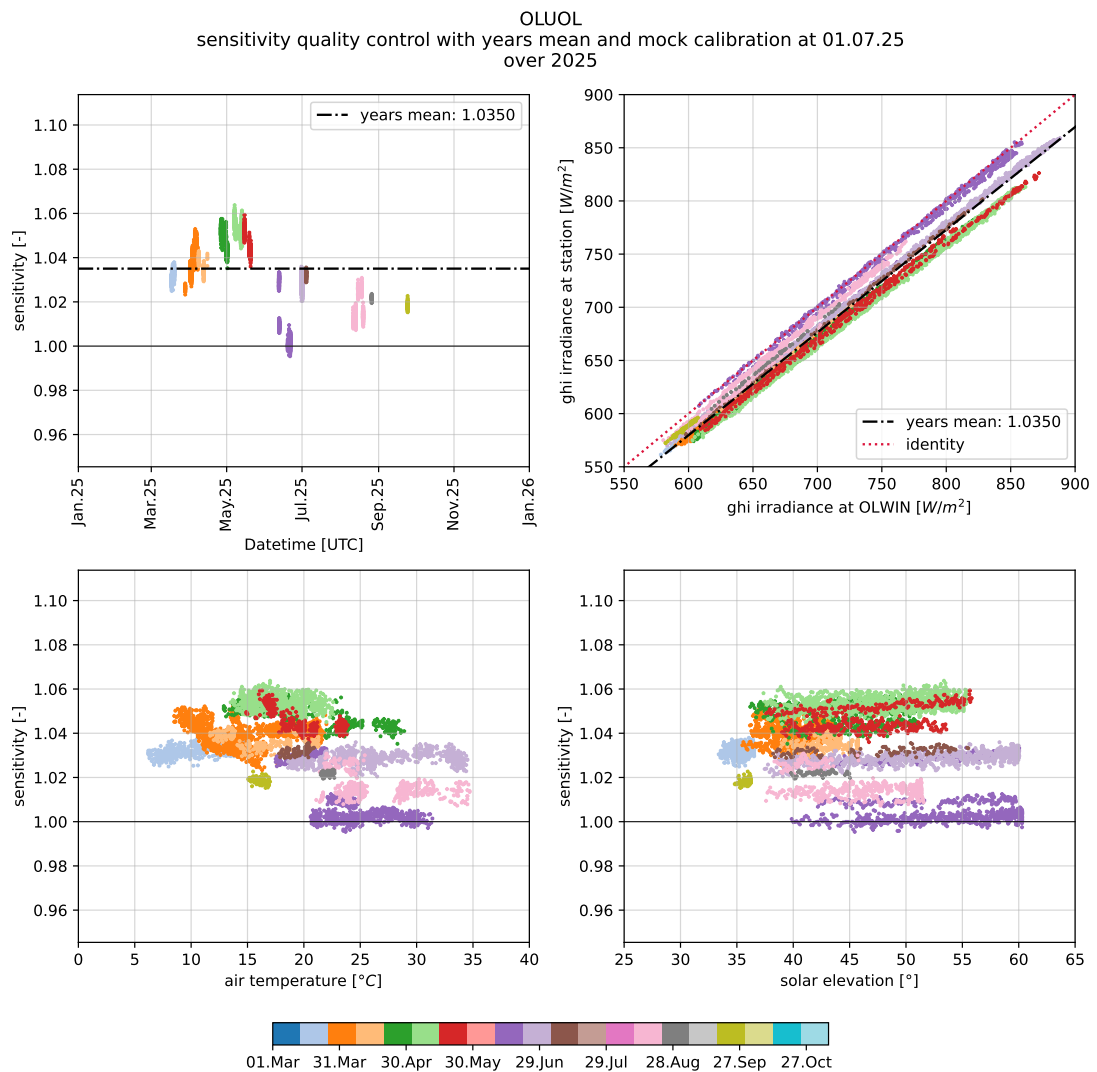 OLUOL
sensitivity quality control with years mean and mock calibration at 01.07.25
over 2025
1.10
1.08
1.06
1.04
1.02
1.00
0.98
0.96
sensitivity [-]
years mean: 1.0350
Jan.25
Mar.25
May.25
Jul.25
Sep.25
Nov.25
Jan.26
Datetime [UTC]
900
850
800
750
700
650
600
550
ghi irradiance at station [W/m²]
years mean: 1.0350
identity
550 600 650 700 750 800 850 900
ghi irradiance at OLWIN [W/m²]
1.10
1.08
1.06
1.04
1.02
1.00
0.98
0.96
sensitivity [-]
0 5 10 15 20 25 30 35 40
air temperature [°C]
1.10
1.08
1.06
1.04
1.02
1.00
0.98
0.96
sensitivity [-]
25 30 35 40 45 50 55 60 65
solar elevation [°]
01.Mar 31.Mar 30.Apr 30.May 29.Jun 29.Jul 28.Aug 27.Sep 27.Oct